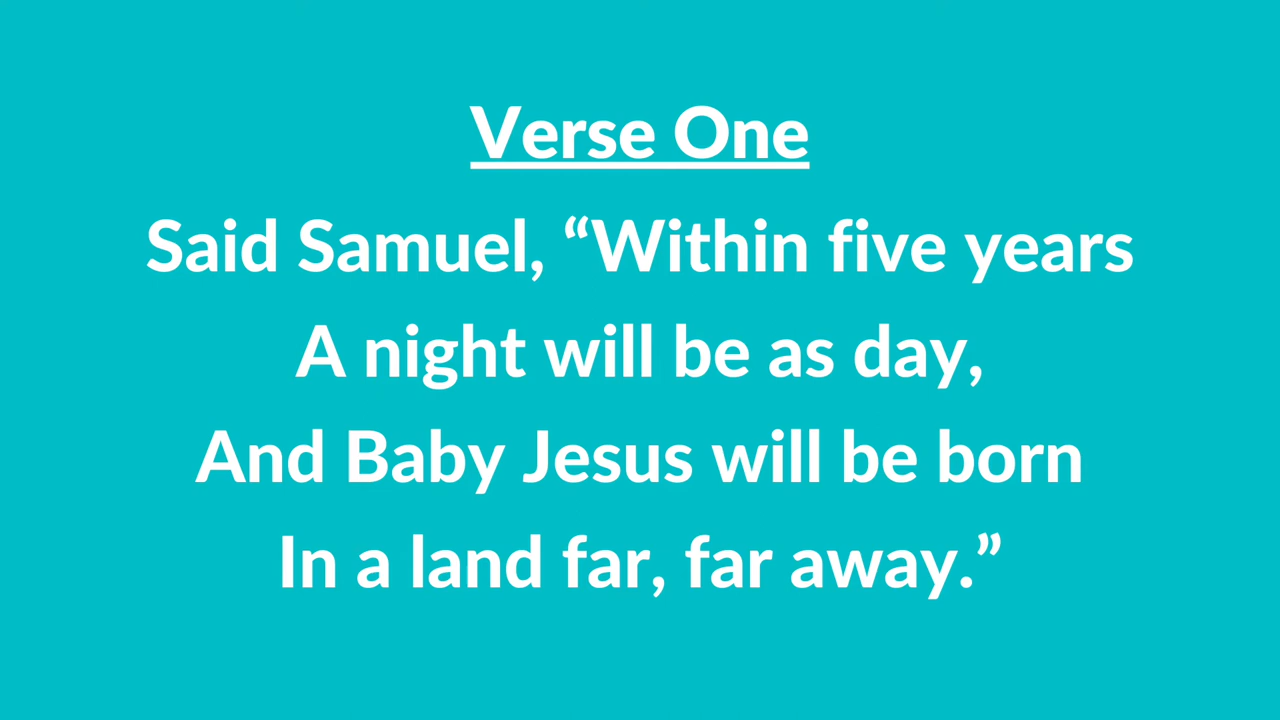 Verse One
Said Samuel, “Within five years
A night will be as day,
And Baby Jesus will be born
In a land far, far away.”